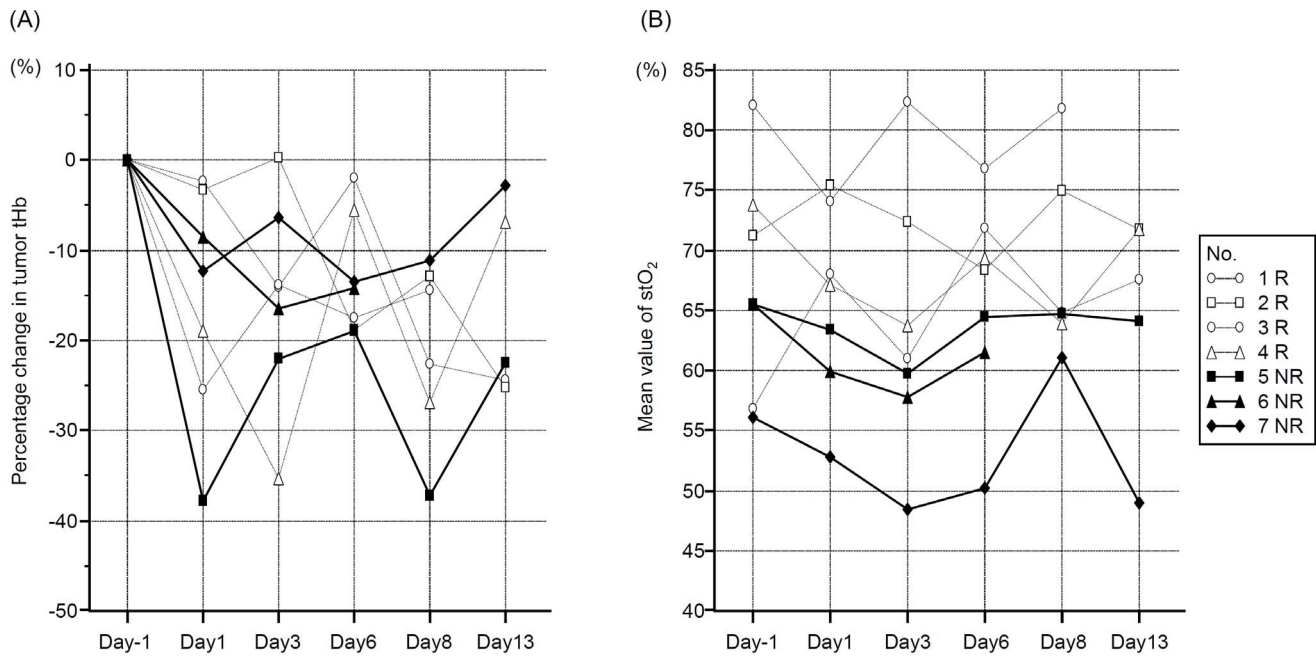 (A)
(%)
Percentage change in tumor tHb
10
0
-10
-20
-30
-40
-50
Day-1 Day1 Day3 Day6 Day8 Day13
(B)
(%)
Mean value of stO₂
85
80
75
70
65
60
55
50
45
40
Day-1 Day1 Day3 Day6 Day8 Day13
No.
1 R
2 R
3 R
4 R
5 NR
6 NR
7 NR